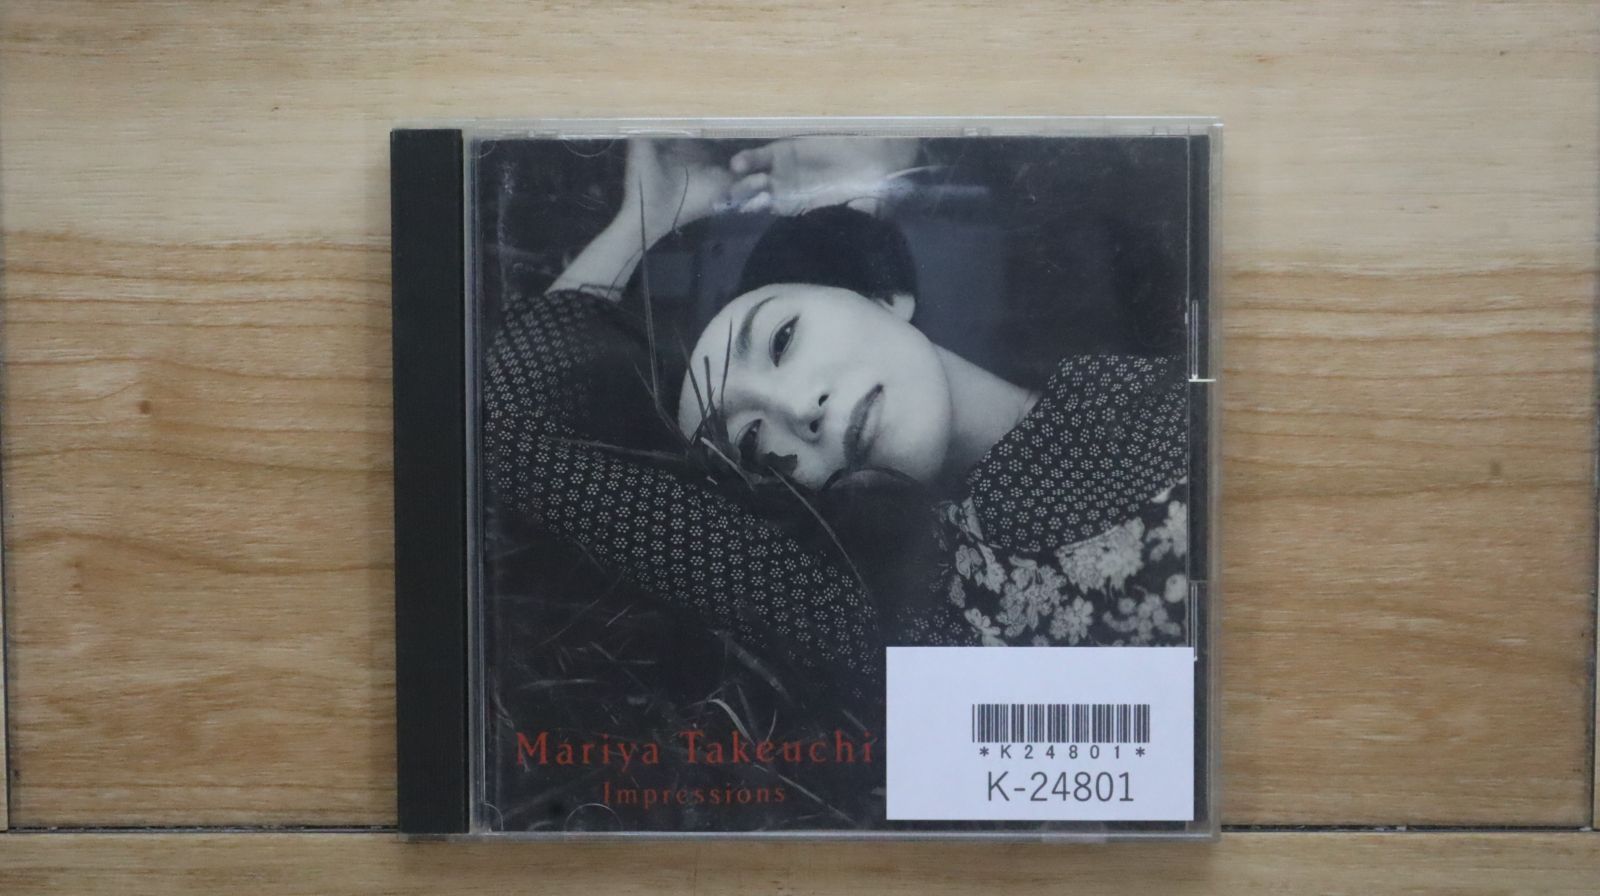 Mariya Takeuchi
Impressions
*K24801*
K-24801